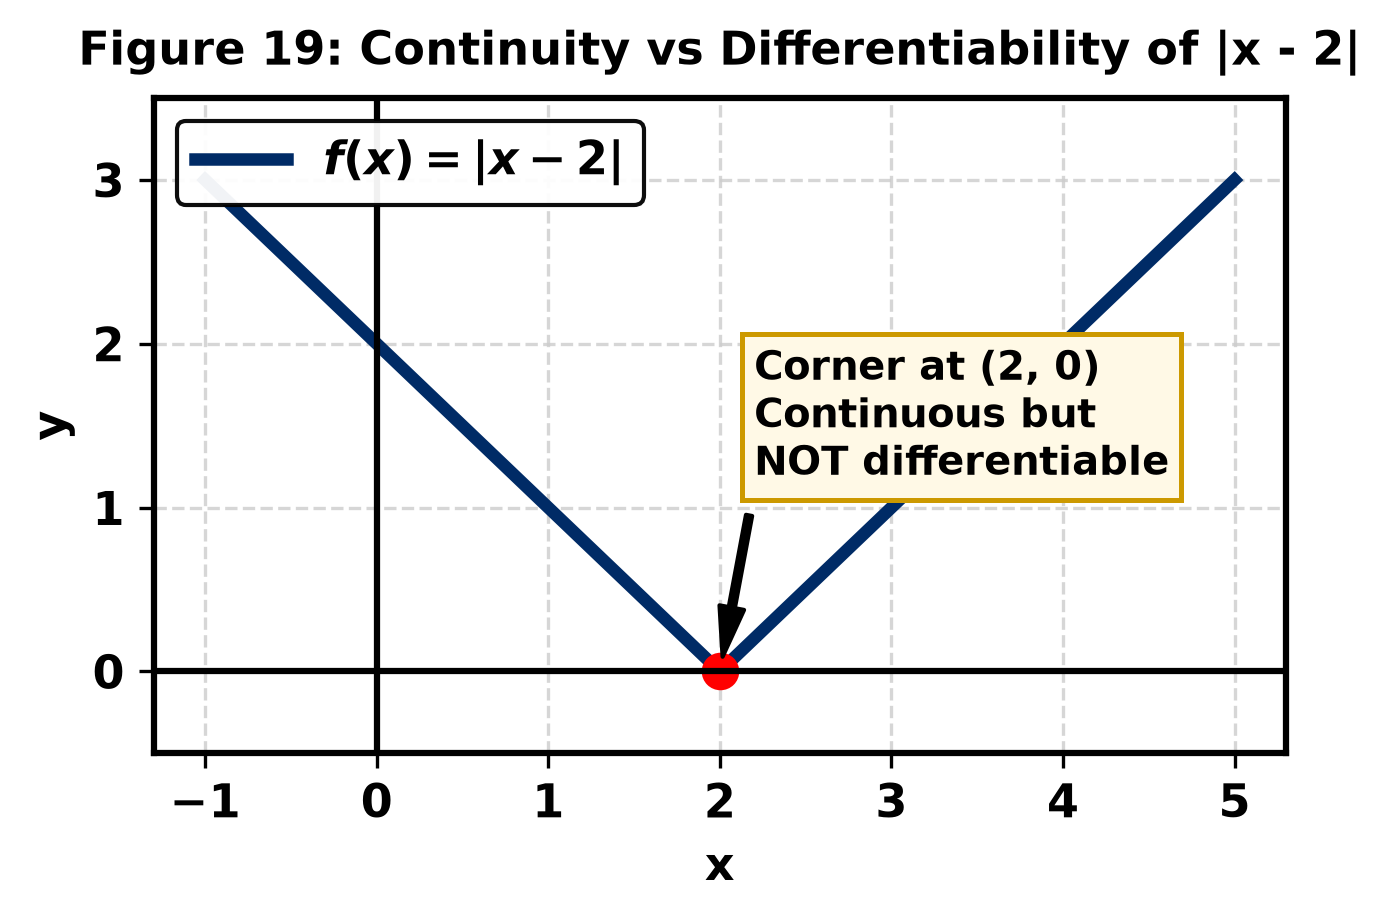 Figure 19: Continuity vs Differentiability of |x - 2|
f(x) = |x − 2|
3
2
1
0
y
Corner at (2, 0)
Continuous but
NOT differentiable
−1 0 1 2 3 4 5
x